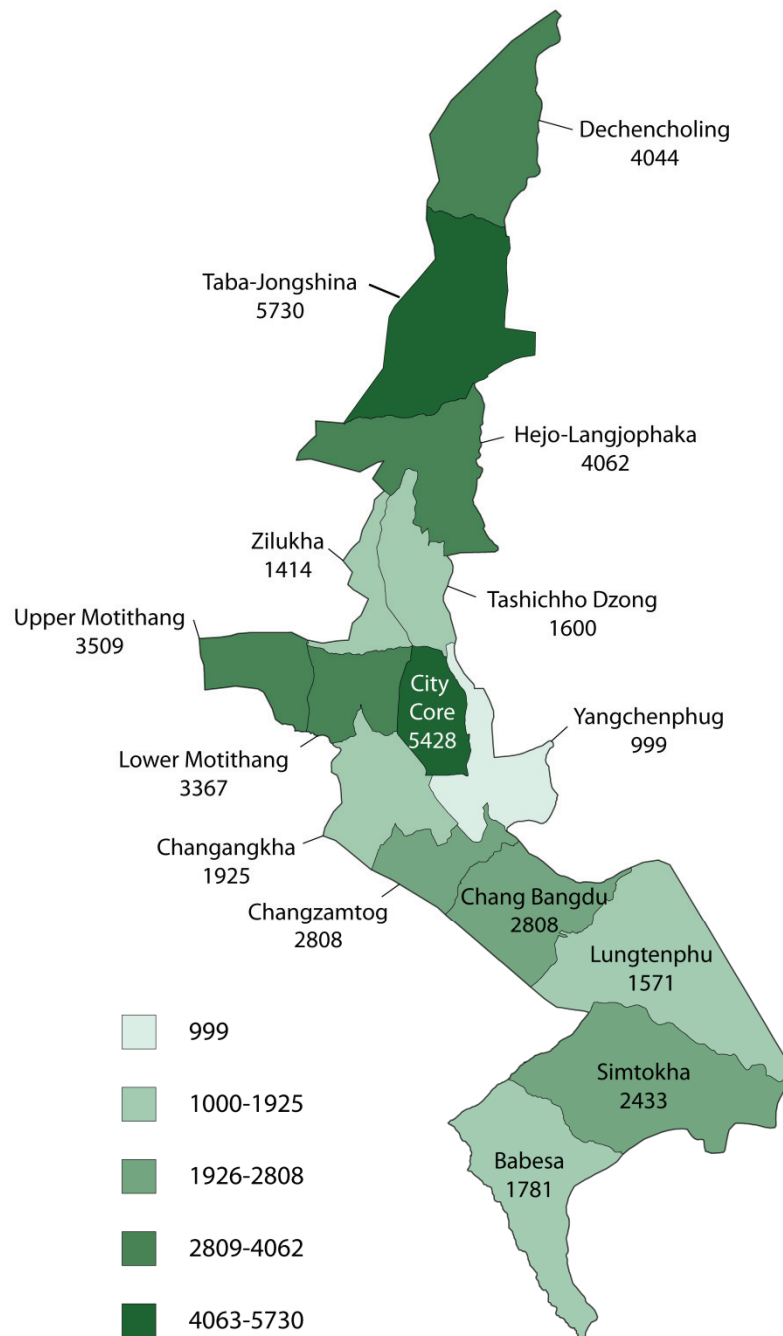 Dechencholing
4044
Taba-Jongshina
5730
Hejo-Langjophaka
4062
Zilukha
1414
Tashichho Dzong
1600
Upper Motithang
3509
City
Core
5428
Yangchenphug
999
Lower Motithang
3367
Changangkha
1925
Changzamtog
2808
Chang Bangdu
2808
Lungtenphu
1571
Simtokha
2433
Babesa
1781
999
1000-1925
1926-2808
2809-4062
4063-5730